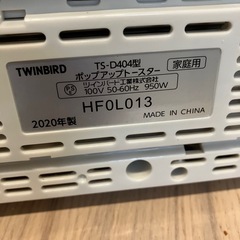 TWINBIRD TS-D404型 家庭用
ポップアップトースター
ツインバード工業株式会社
100V 50-60Hz 950W
HF0L013
2020年製 MADE IN CHINA